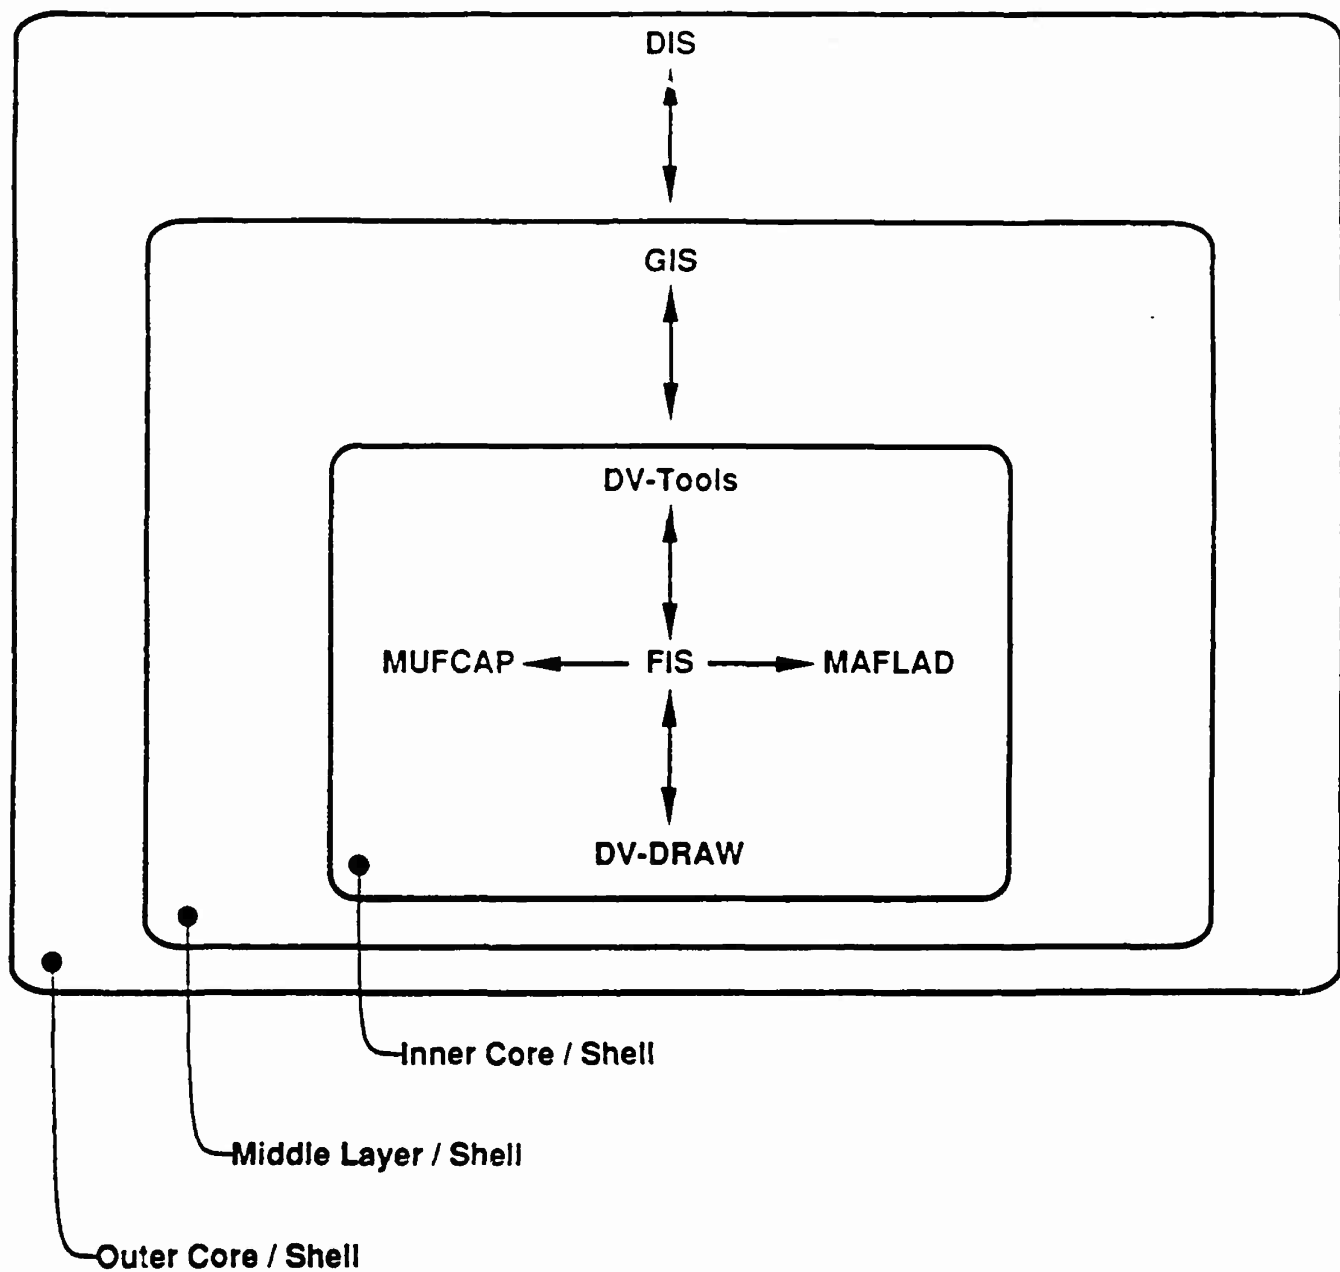 DIS
GIS
DV-Tools
MUFCAP FIS MAFLAD
DV-DRAW
Inner Core / Shell
Middle Layer / Shell
Outer Core / Shell